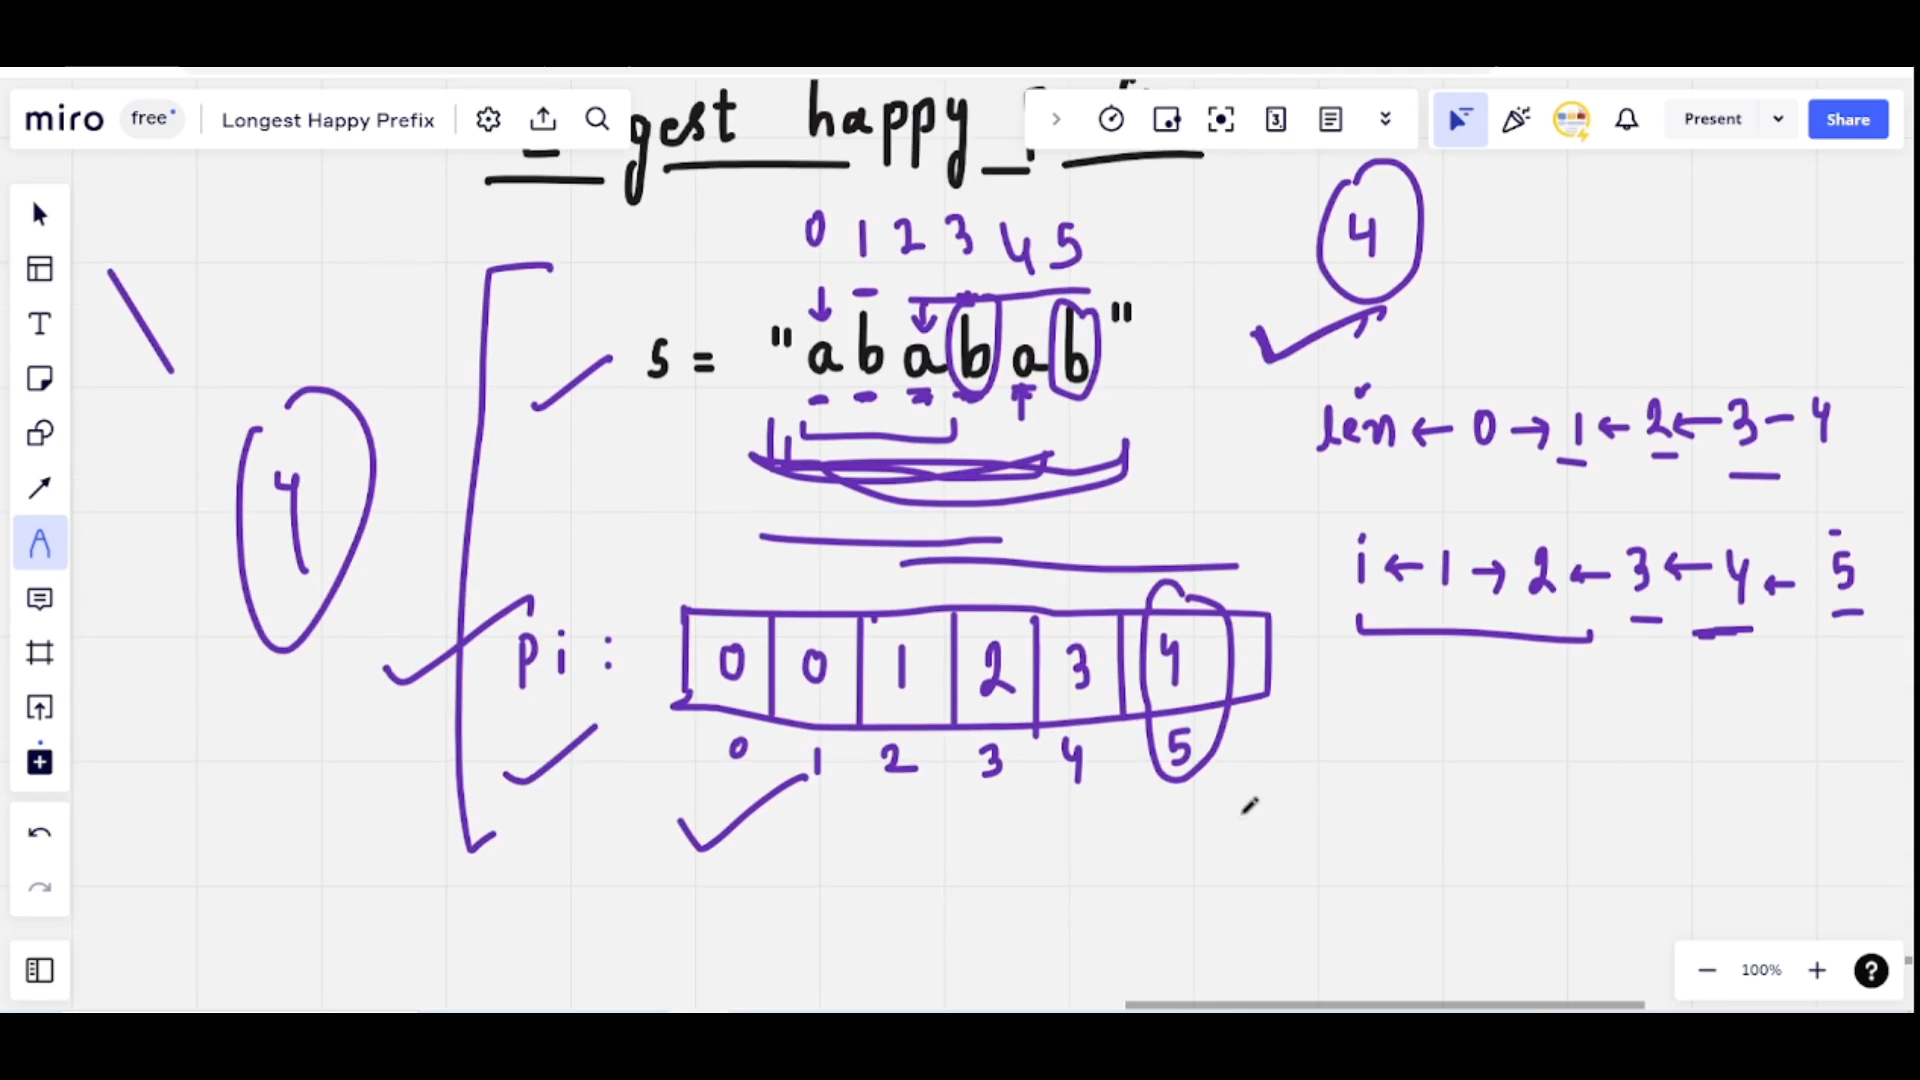 miro free Longest Happy Prefix Present Share
gest happy
0 1 2 3 4 5
4
s = "ababab"
len ← 0 → 1 ← 2 ← 3 - 4
4
i ← 1 → 2 ← 3 ← 4 ← 5
pi : 0 0 1 2 3 4
0 1 2 3 4 5
100%